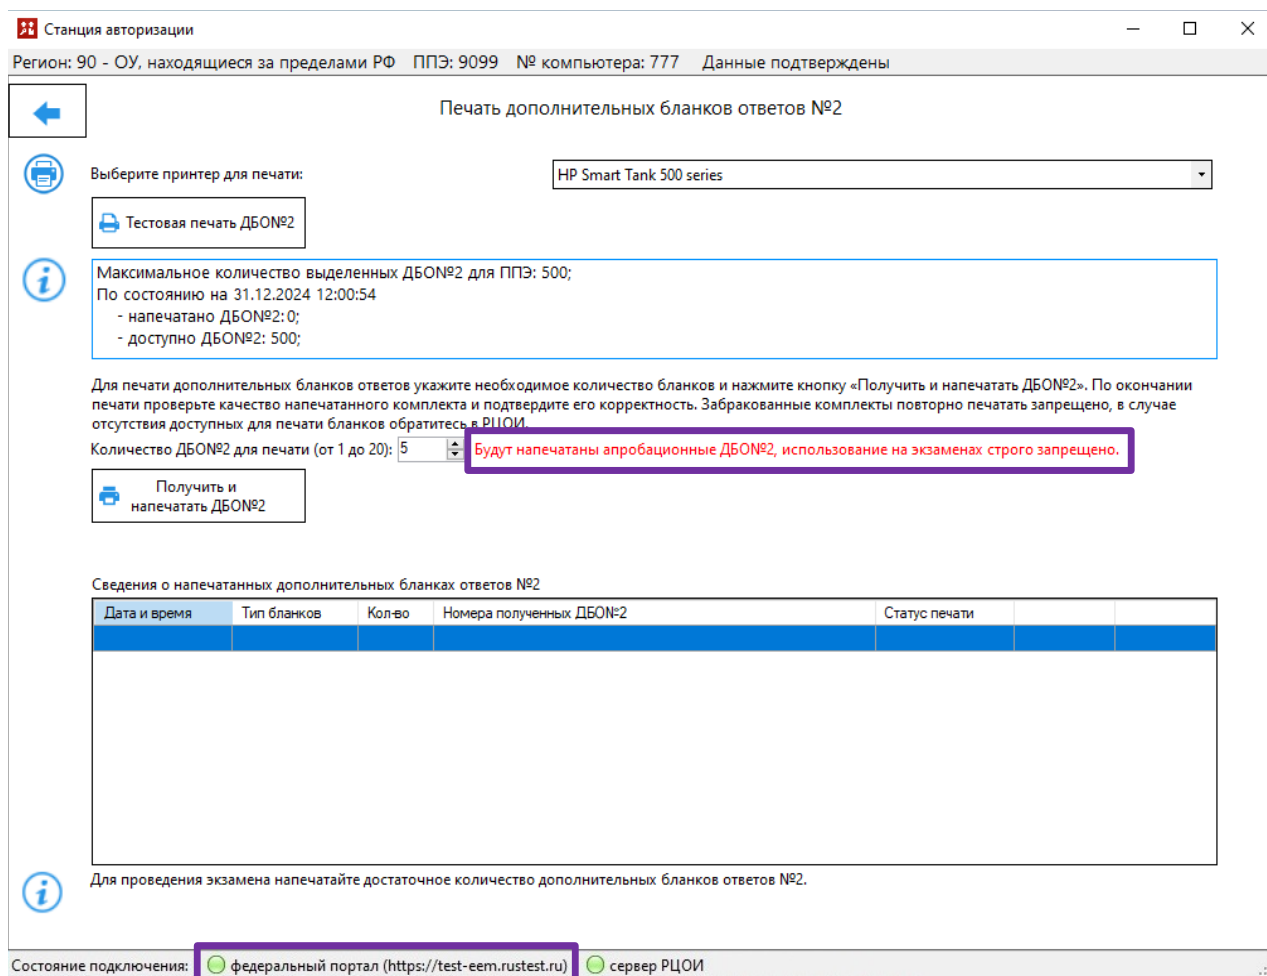 Станция авторизации
Регион: 90 - ОУ, находящиеся за пределами РФ ППЭ: 9099 № компьютера: 777 Данные подтверждены
Печать дополнительных бланков ответов №2
Выберите принтер для печати: HP Smart Tank 500 series
Тестовая печать ДБО№2
Максимальное количество выделенных ДБО№2 для ППЭ: 500;
По состоянию на 31.12.2024 12:00:54
- напечатано ДБО№2: 0;
- доступно ДБО№2: 500;
Для печати дополнительных бланков ответов укажите необходимое количество бланков и нажмите кнопку «Получить и напечатать ДБО№2». По окончании
печати проверьте качество напечатанного комплекта и подтвердите его корректность. Забракованные комплекты повторно печатать запрещено, в случае
отсутствия доступных для печати бланков обратитесь в РЦОИ.
Количество ДБО№2 для печати (от 1 до 20): 5 Будут напечатаны апробационные ДБО№2, использование на экзаменах строго запрещено.
Получить и
напечатать ДБО№2
Сведения о напечатанных дополнительных бланках ответов №2
Дата и время Тип бланков Кол-во Номера полученных ДБО№2 Статус печати
Для проведения экзамена напечатайте достаточное количество дополнительных бланков ответов №2.
Состояние подключения: федеральный портал (https://test-eem.rustest.ru) сервер РЦОИ